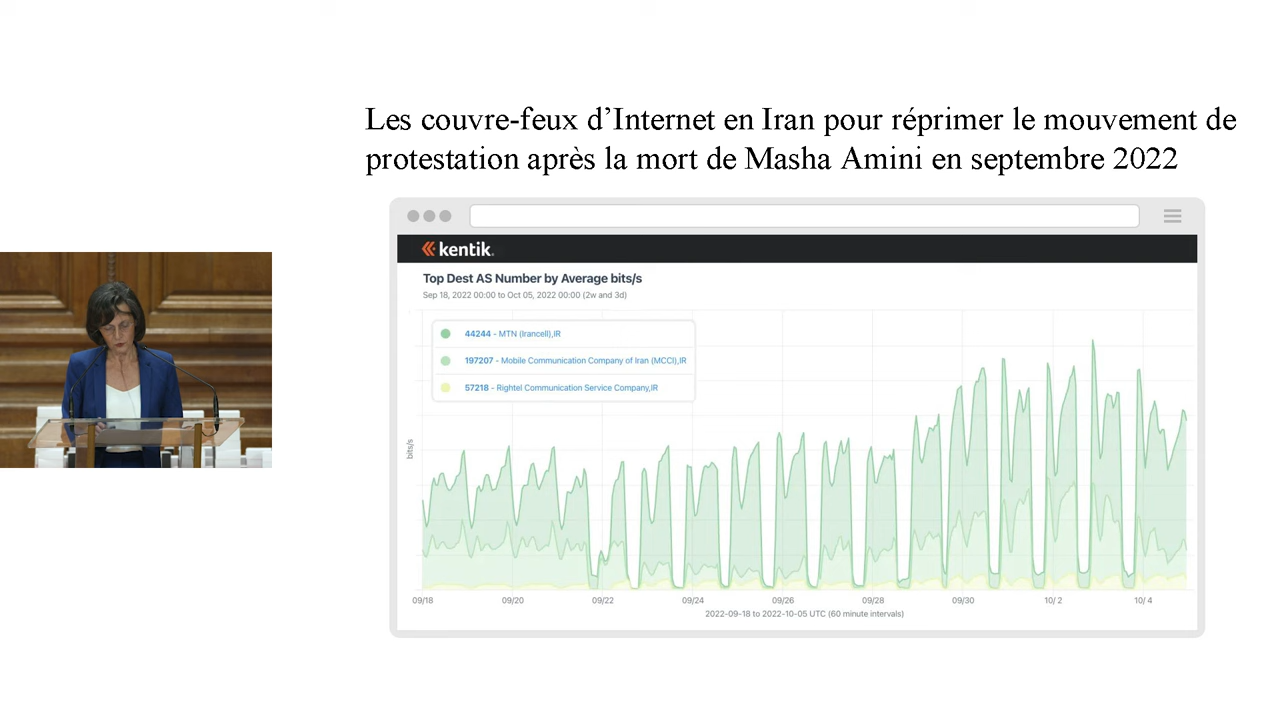 Les couvre-feux d’Internet en Iran pour réprimer le mouvement de
protestation après la mort de Masha Amini en septembre 2022
kentik.
Top Dest AS Number by Average bits/s
Sep 18, 2022 00:00 to Oct 05, 2022 00:00 (2w and 3d)
44244 - MTN (Irancell),IR
197207 - Mobile Communication Company of Iran (MCCI),IR
57218 - Rightel Communication Service Company,IR
bits/s
09/18 09/20 09/22 09/24 09/26 09/28 09/30 10/ 2 10/ 4
2022-09-18 to 2022-10-05 UTC (60 minute intervals)